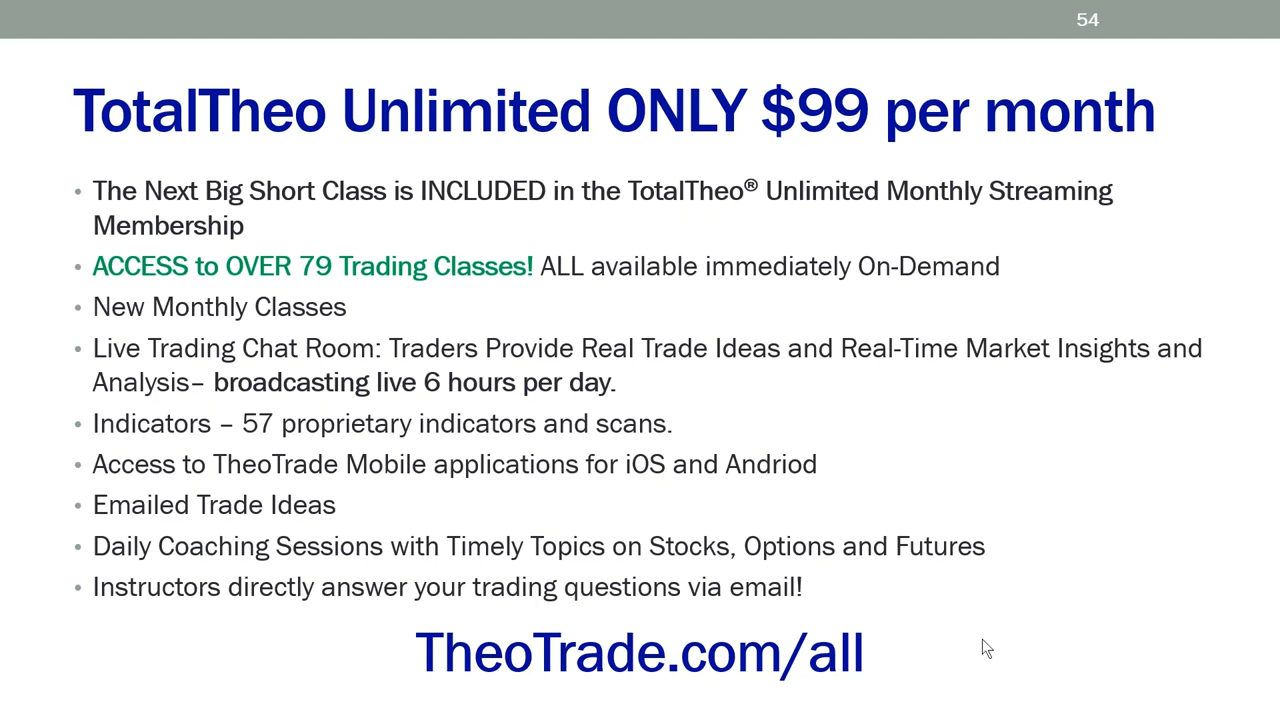 54
TotalTheo Unlimited ONLY $99 per month
• The Next Big Short Class is INCLUDED in the TotalTheo® Unlimited Monthly Streaming
Membership
• ACCESS to OVER 79 Trading Classes! ALL available immediately On-Demand
• New Monthly Classes
• Live Trading Chat Room: Traders Provide Real Trade Ideas and Real-Time Market Insights and
Analysis– broadcasting live 6 hours per day.
• Indicators – 57 proprietary indicators and scans.
• Access to TheoTrade Mobile applications for iOS and Andriod
• Emailed Trade Ideas
• Daily Coaching Sessions with Timely Topics on Stocks, Options and Futures
• Instructors directly answer your trading questions via email!
TheoTrade.com/all